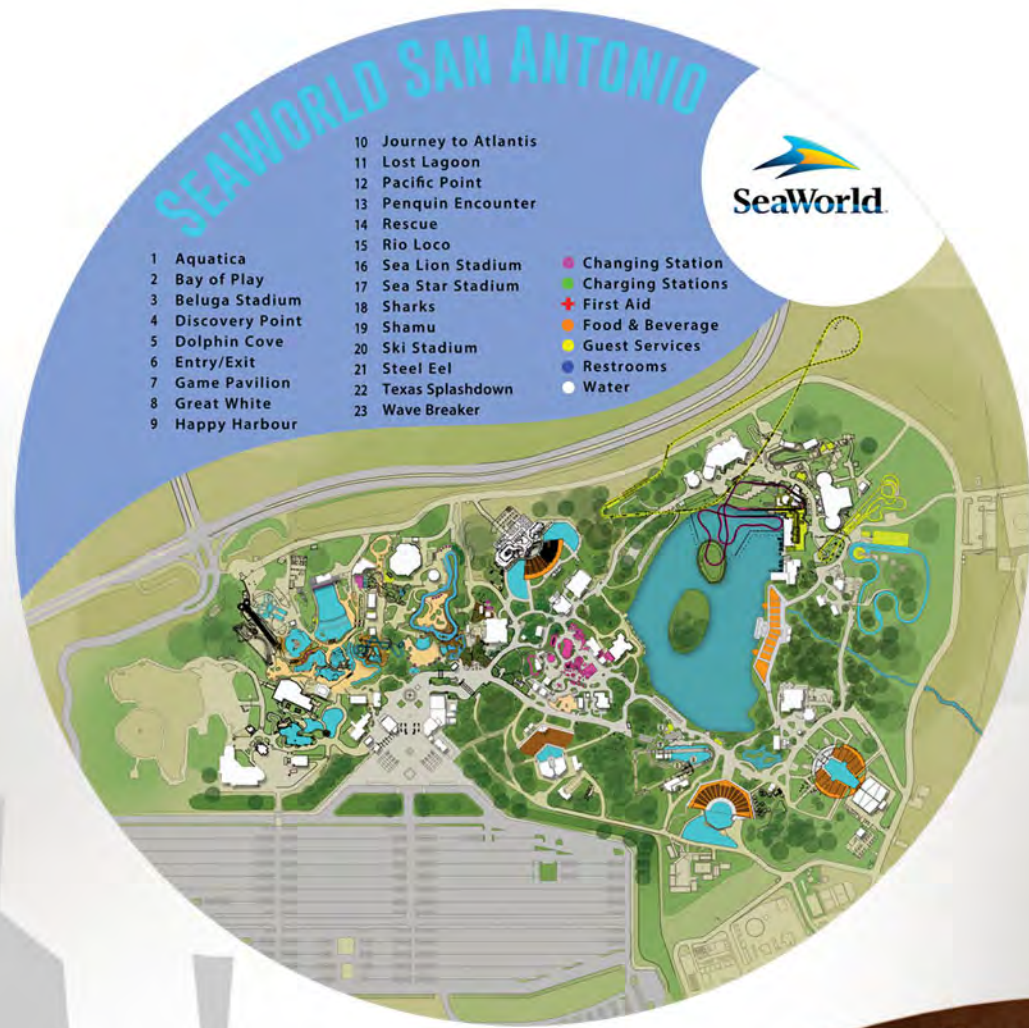 SEAWORLD SAN ANTONIO
SeaWorld
1 Aquatica
2 Bay of Play
3 Beluga Stadium
4 Discovery Point
5 Dolphin Cove
6 Entry/Exit
7 Game Pavilion
8 Great White
9 Happy Harbour
10 Journey to Atlantis
11 Lost Lagoon
12 Pacific Point
13 Penquin Encounter
14 Rescue
15 Rio Loco
16 Sea Lion Stadium
17 Sea Star Stadium
18 Sharks
19 Shamu
20 Ski Stadium
21 Steel Eel
22 Texas Splashdown
23 Wave Breaker
Changing Station
Charging Stations
First Aid
Food & Beverage
Guest Services
Restrooms
Water